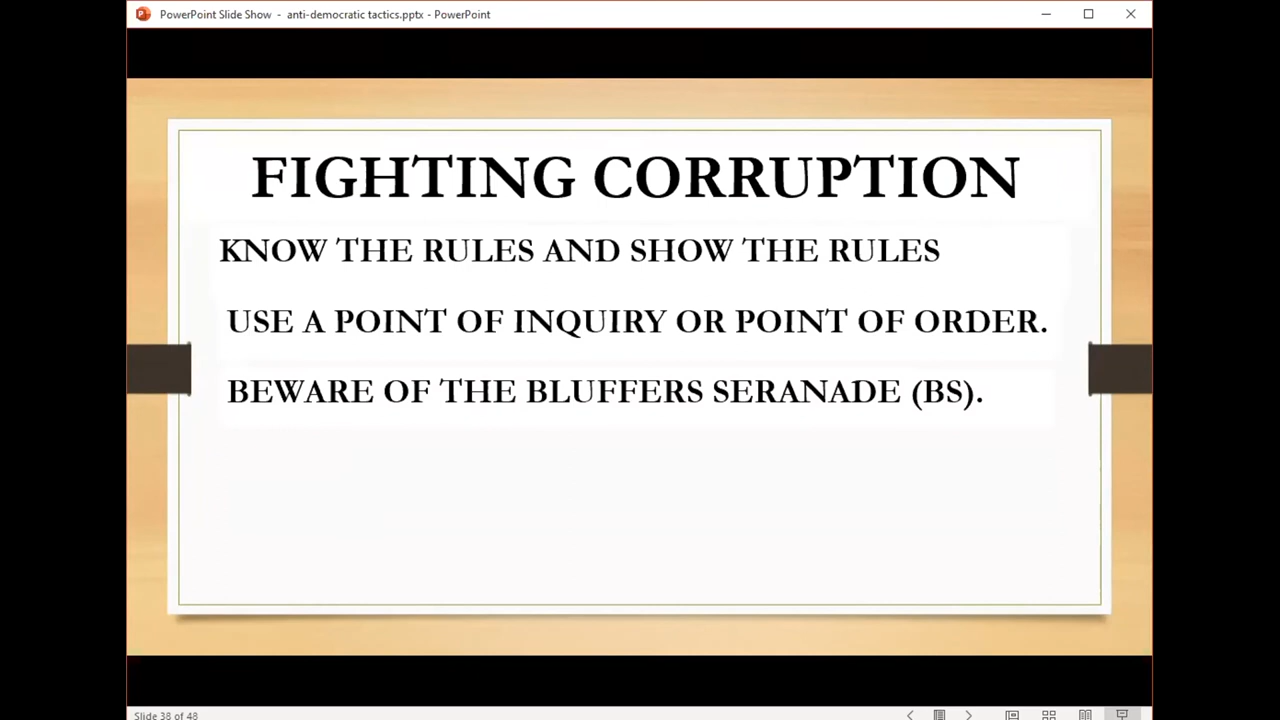 PowerPoint Slide Show - anti-democratic tactics.pptx - PowerPoint
FIGHTING CORRUPTION
KNOW THE RULES AND SHOW THE RULES
USE A POINT OF INQUIRY OR POINT OF ORDER.
BEWARE OF THE BLUFFERS SERANADE (BS).
Slide 38 of 48